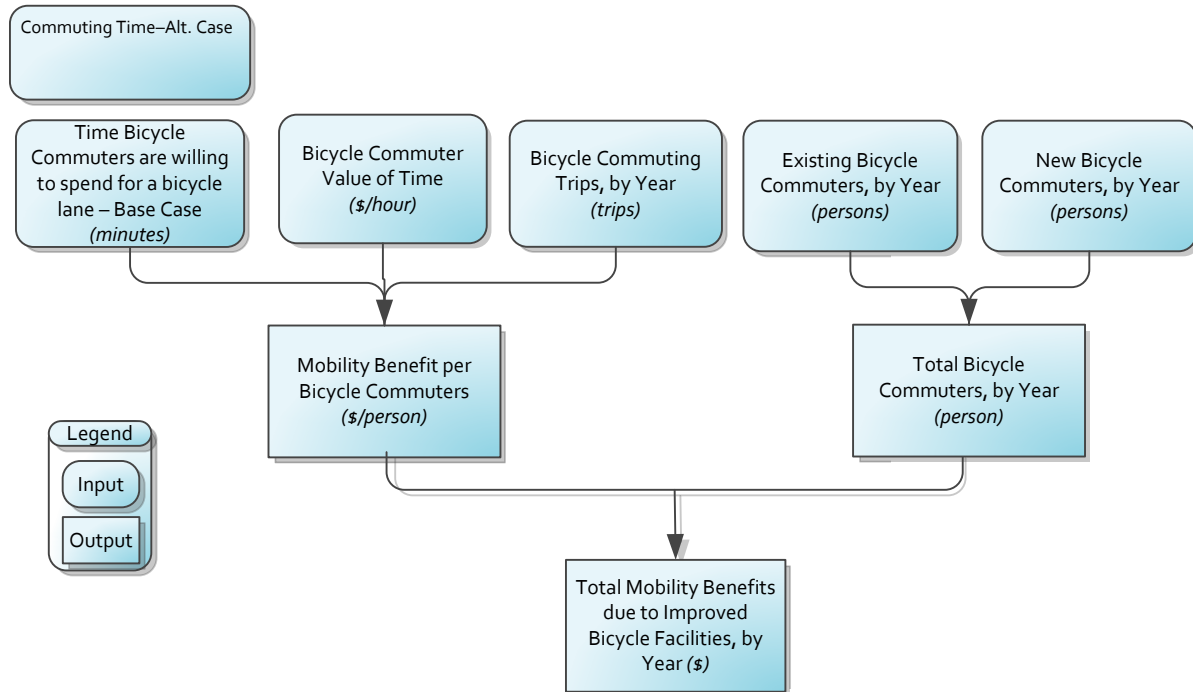 Commuting Time–Alt. Case
Time Bicycle
Commuters are willing
to spend for a bicycle
lane – Base Case
(minutes)
Bicycle Commuter
Value of Time
($/hour)
Bicycle Commuting
Trips, by Year
(trips)
Existing Bicycle
Commuters, by Year
(persons)
New Bicycle
Commuters, by Year
(persons)
Mobility Benefit per
Bicycle Commuters
($/person)
Total Bicycle
Commuters, by Year
(person)
Legend
Input
Output
Total Mobility Benefits
due to Improved
Bicycle Facilities, by
Year ($)